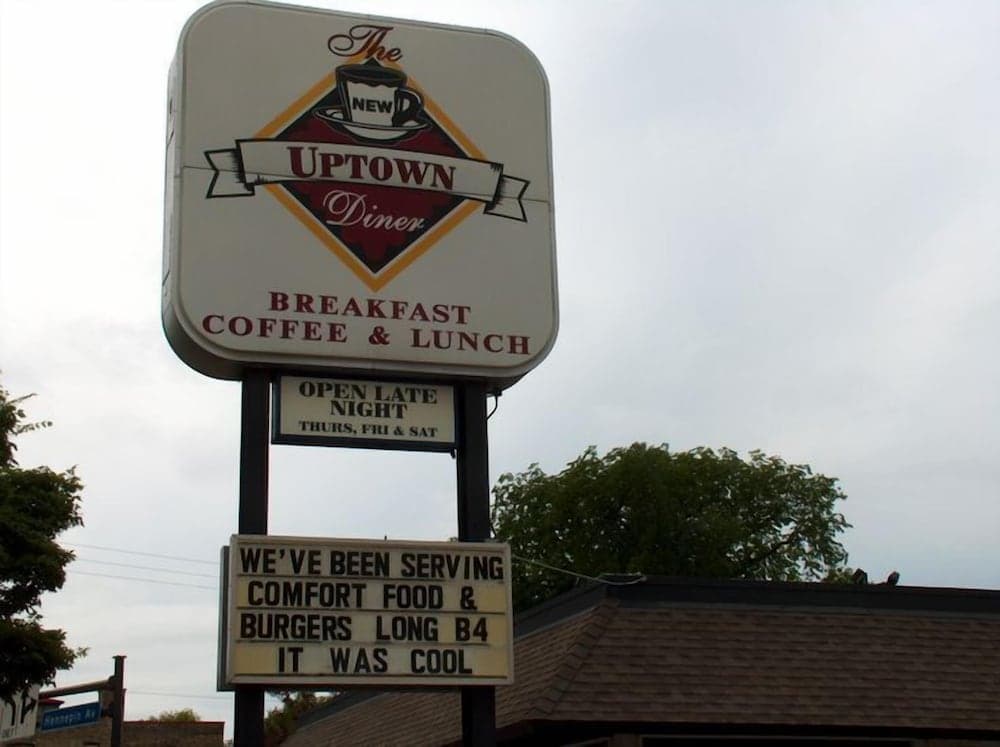 The
NEW
UPTOWN
Diner
BREAKFAST
COFFEE & LUNCH
OPEN LATE
NIGHT
THURS, FRI & SAT
WE'VE BEEN SERVING
COMFORT FOOD &
BURGERS LONG B4
IT WAS COOL
Hennepin Av